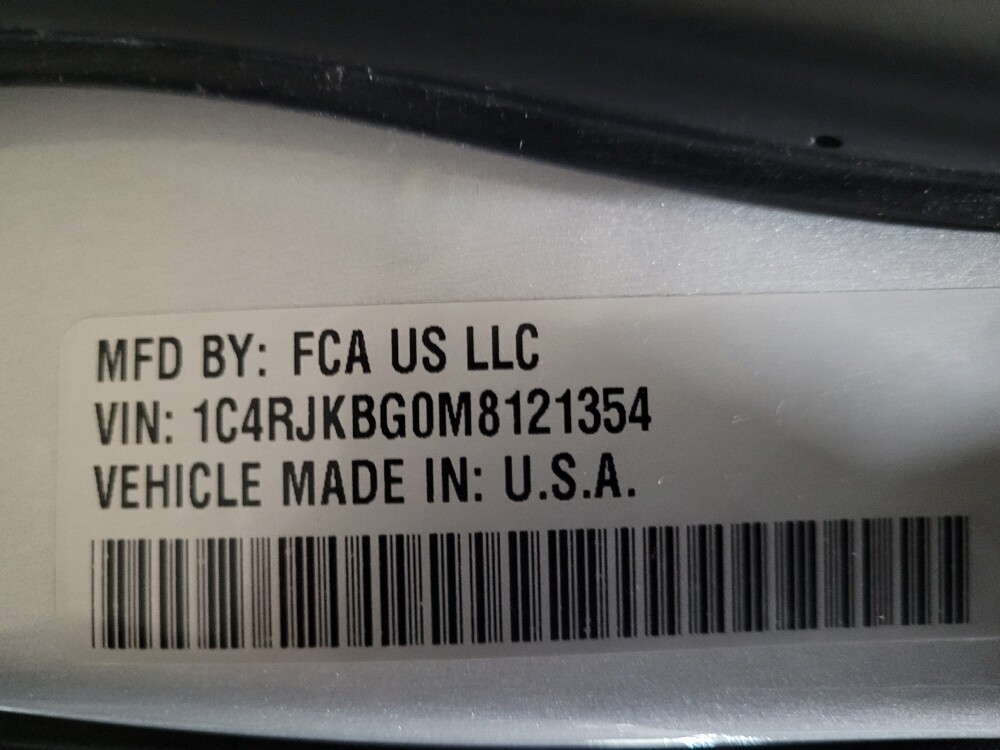 MFD BY: FCA US LLC
VIN: 1C4RJKBG0M8121354
VEHICLE MADE IN: U.S.A.